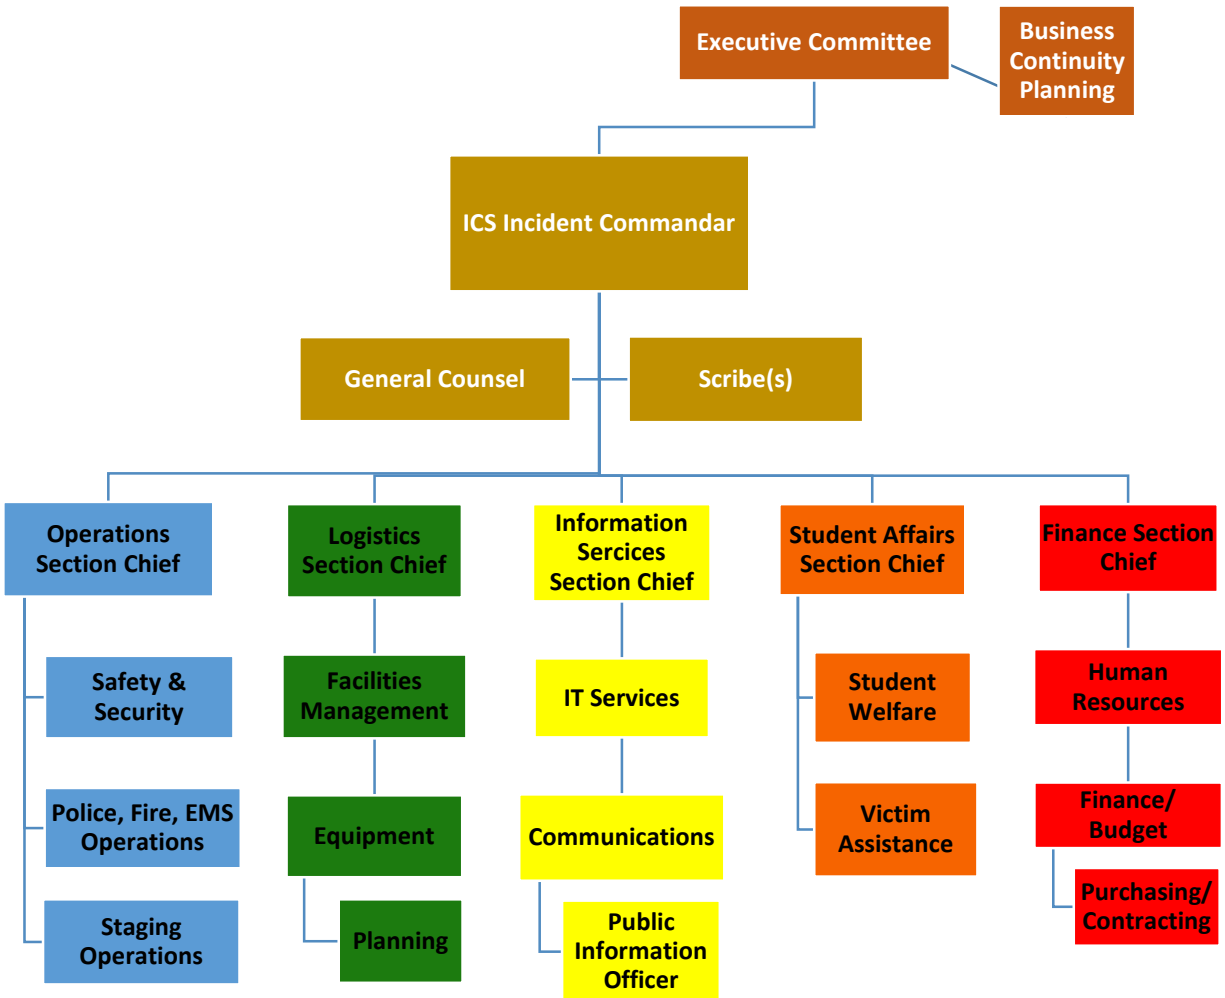 Executive Committee
Business
Continuity
Planning
ICS Incident Commandar
General Counsel
Scribe(s)
Operations
Section Chief
Logistics
Section Chief
Information
Sercices
Section Chief
Student Affairs
Section Chief
Finance Section
Chief
Safety &
Security
Facilities
Management
IT Services
Student
Welfare
Human
Resources
Police, Fire, EMS
Operations
Equipment
Communications
Victim
Assistance
Finance/
Budget
Staging
Operations
Planning
Public
Information
Officer
Purchasing/
Contracting